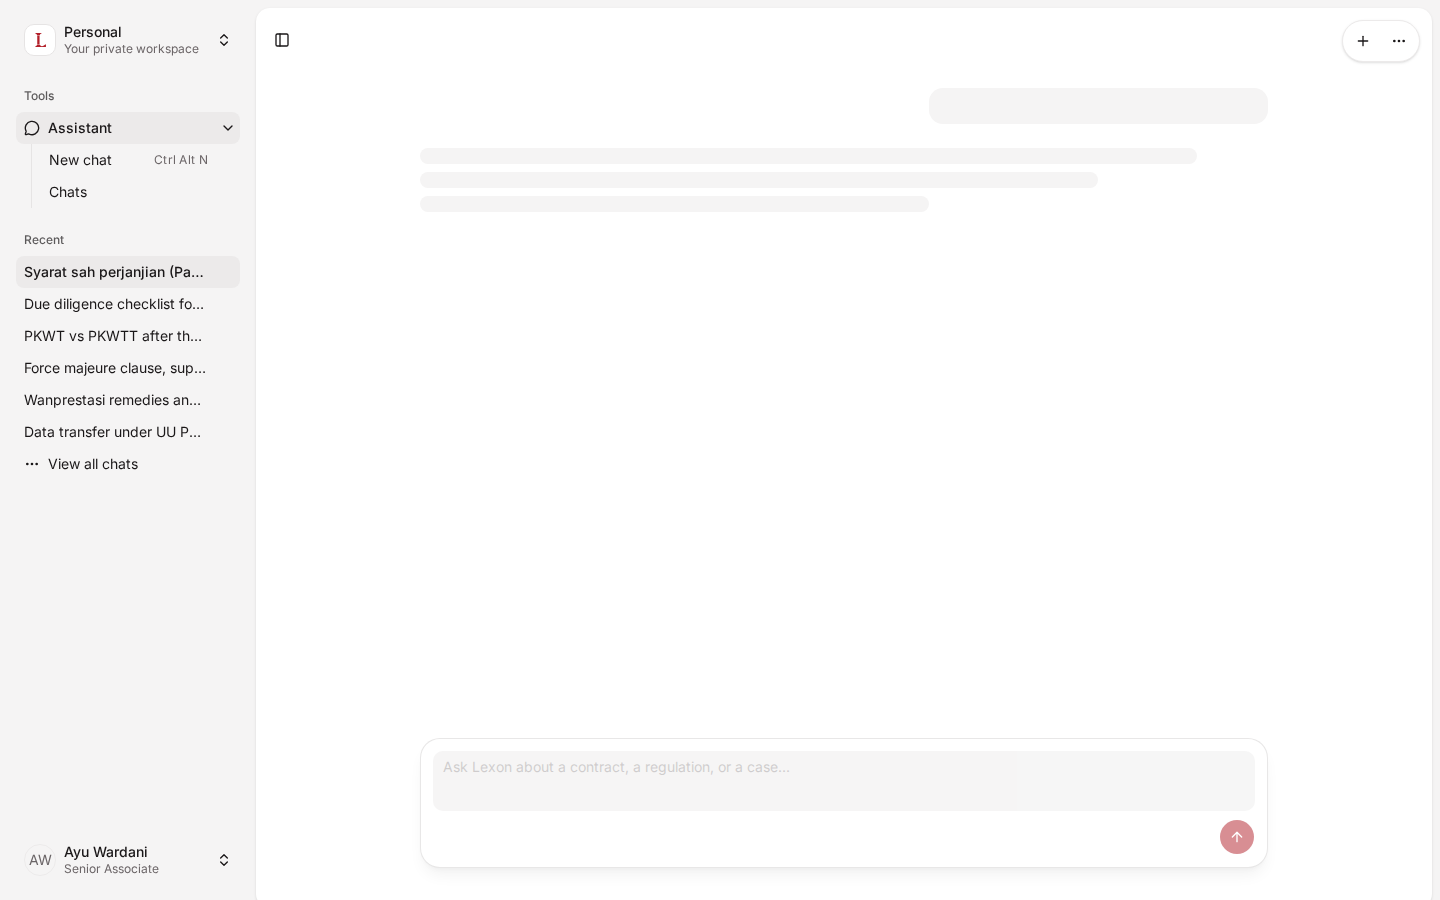 L
Personal
Your private workspace
Tools
Assistant
New chat Ctrl Alt N
Chats
Recent
Syarat sah perjanjian (Pa...
Due diligence checklist fo...
PKWT vs PKWTT after th...
Force majeure clause, sup...
Wanprestasi remedies an...
Data transfer under UU P...
View all chats
Ask Lexon about a contract, a regulation, or a case...
AW
Ayu Wardani
Senior Associate